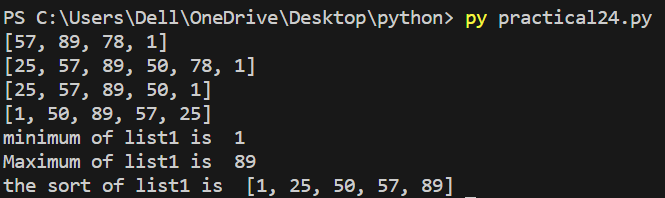 PS C:\Users\Dell\OneDrive\Desktop\python> py practical24.py
[57, 89, 78, 1]
[25, 57, 89, 50, 78, 1]
[25, 57, 89, 50, 1]
[1, 50, 89, 57, 25]
minimum of list1 is  1
Maximum of list1 is  89
the sort of list1 is  [1, 25, 50, 57, 89]